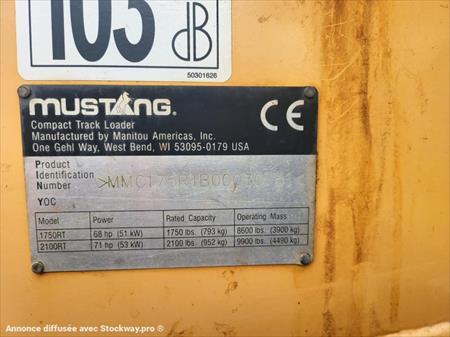 103 dB
50301626
MUSTANG. CE
Compact Track Loader
Manufactured by Manitou Americas, Inc.
One Gehl Way, West Bend, WI 53095-0179 USA
Product
Identification
Number
YOC
Model Power Rated Capacity Operating Mass
1750RT 68 hp (51 kW) 1750 lbs. (793 kg) 8600 lbs. (3900 kg)
2100RT 71 hp (53 kW) 2100 lbs. (952 kg) 9900 lbs. (4490 kg)
Annonce diffusée avec Stockway.pro ®